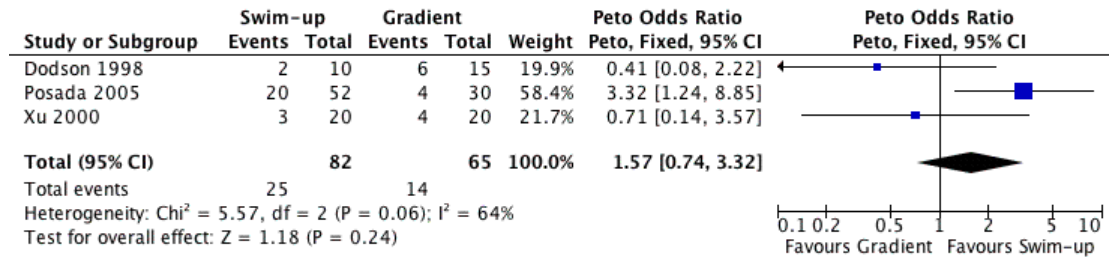 Swim-up Gradient Peto Odds Ratio Peto Odds Ratio
Study or Subgroup Events Total Events Total Weight Peto, Fixed, 95% CI Peto, Fixed, 95% CI
Dodson 1998 2 10 6 15 19.9% 0.41 [0.08, 2.22]
Posada 2005 20 52 4 30 58.4% 3.32 [1.24, 8.85]
Xu 2000 3 20 4 20 21.7% 0.71 [0.14, 3.57]
Total (95% CI) 82 65 100.0% 1.57 [0.74, 3.32]
Total events 25 14
Heterogeneity: Chi² = 5.57, df = 2 (P = 0.06); I² = 64%
Test for overall effect: Z = 1.18 (P = 0.24)
0.1 0.2 0.5 1 2 5 10
Favours Gradient Favours Swim-up